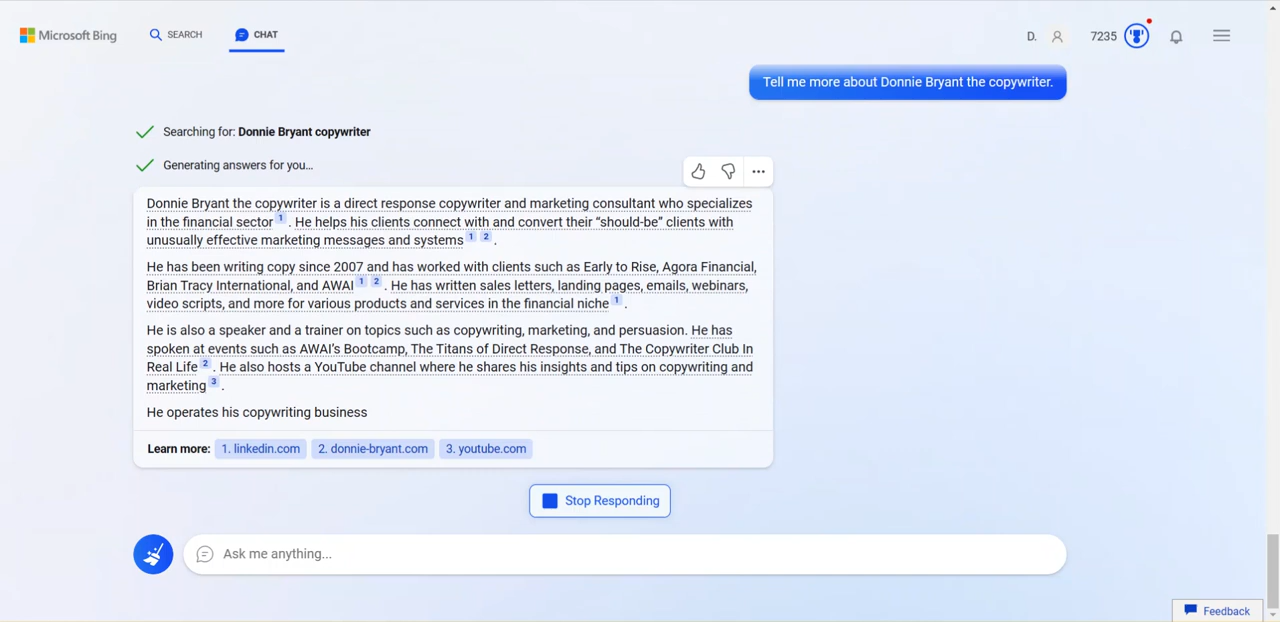 Microsoft Bing
SEARCH
CHAT
D.
7235
Tell me more about Donnie Bryant the copywriter.
Searching for: Donnie Bryant copywriter
Generating answers for you...
Donnie Bryant the copywriter is a direct response copywriter and marketing consultant who specializes
in the financial sector 1 . He helps his clients connect with and convert their “should-be” clients with
unusually effective marketing messages and systems 1 2 .
He has been writing copy since 2007 and has worked with clients such as Early to Rise, Agora Financial,
Brian Tracy International, and AWAI 1 2 . He has written sales letters, landing pages, emails, webinars,
video scripts, and more for various products and services in the financial niche 1 .
He is also a speaker and a trainer on topics such as copywriting, marketing, and persuasion. He has
spoken at events such as AWAI’s Bootcamp, The Titans of Direct Response, and The Copywriter Club In
Real Life 2 . He also hosts a YouTube channel where he shares his insights and tips on copywriting and
marketing 3 .
He operates his copywriting business
Learn more: 1. linkedin.com 2. donnie-bryant.com 3. youtube.com
Stop Responding
Ask me anything...
Feedback